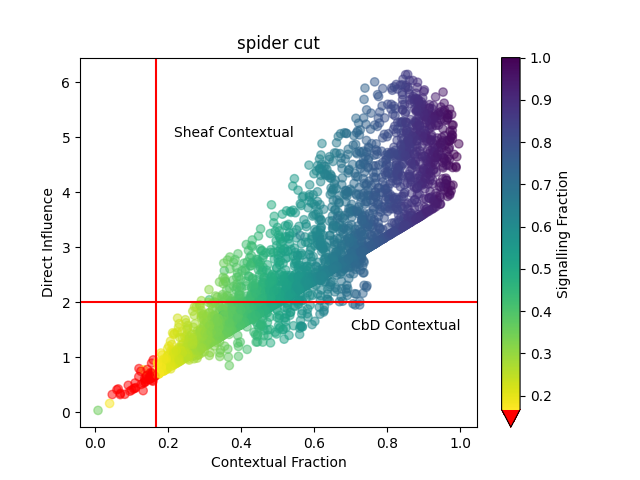 spider cut
6
5
4
3
2
1
0
Direct Influence
Sheaf Contextual
CbD Contextual
0.0 0.2 0.4 0.6 0.8 1.0
Contextual Fraction
1.0
0.9
0.8
0.7
0.6
0.5
0.4
0.3
0.2
Signalling Fraction